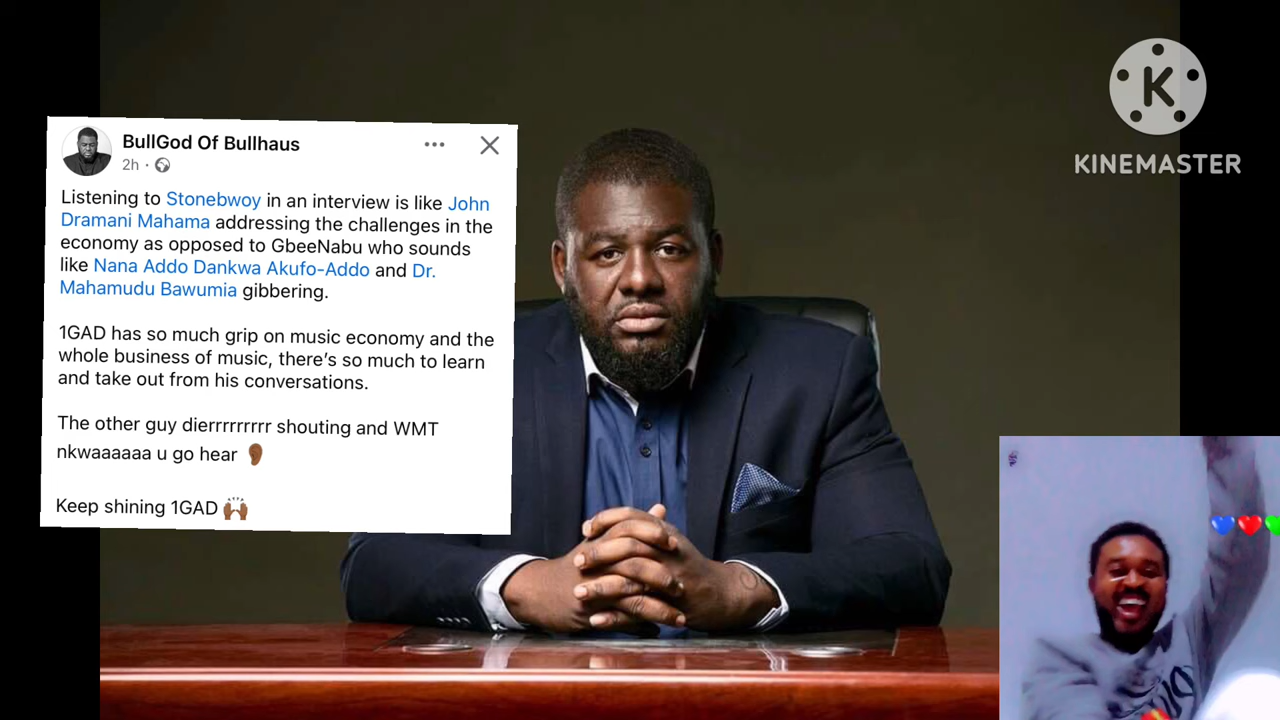 BullGod Of Bullhaus
2h ·
Listening to Stonebwoy in an interview is like John
Dramani Mahama addressing the challenges in the
economy as opposed to GbeeNabu who sounds
like Nana Addo Dankwa Akufo-Addo and Dr.
Mahamudu Bawumia gibbering.
1GAD has so much grip on music economy and the
whole business of music, there's so much to learn
and take out from his conversations.
The other guy dierrrrrrrrr shouting and WMT
nkwaaaaaa u go hear 👂🏾
Keep shining 1GAD 🙌🏾
K
KINEMASTER